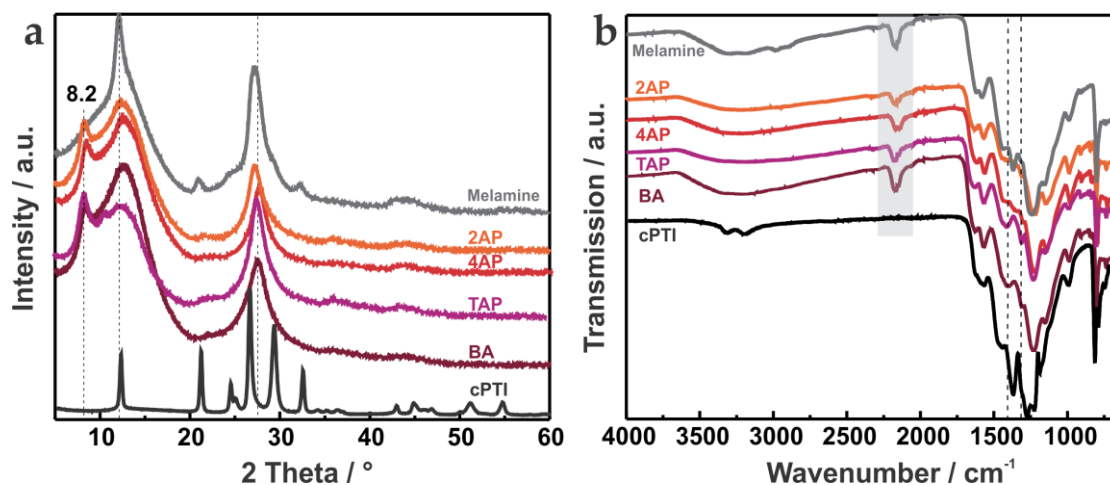 a
8.2
Melamine
2AP
4AP
TAP
BA
cPTI
Intensity / a.u.
10 20 30 40 50 60
2 Theta / °
b
Melamine
2AP
4AP
TAP
BA
cPTI
Transmission / a.u.
4000 3500 3000 2500 2000 1500 1000
Wavenumber / cm⁻¹